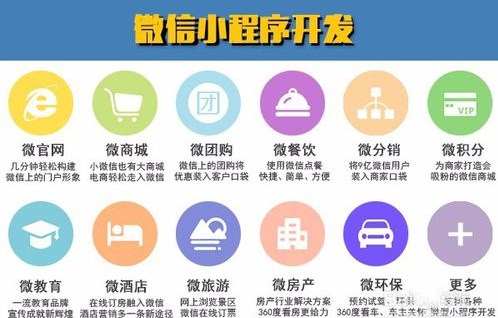 微信小程序开发
微官网
几分钟轻松构建
微信上的门户形象
微商城
小微信也有大商城
电商轻松走入微信
团
微团购
微信上的团购将
优惠装入客户口袋
微餐饮
使用微信点餐
快捷、简单、方便
微分销
将9亿微信用户
装入商家口袋
VIP
微积分
为商家打造会
吸粉的微信商城
微教育
一流教育品牌
宣传成就新辉煌
微酒店
在线订房融入微信
酒店营销多一条新途径
微旅游
网上浏览景区
微信在线订票
微房产
房产行业解决方案
360度看房更给力
微环保
预约试驾
360度看车、车主关怀
更多
微型小程序开发